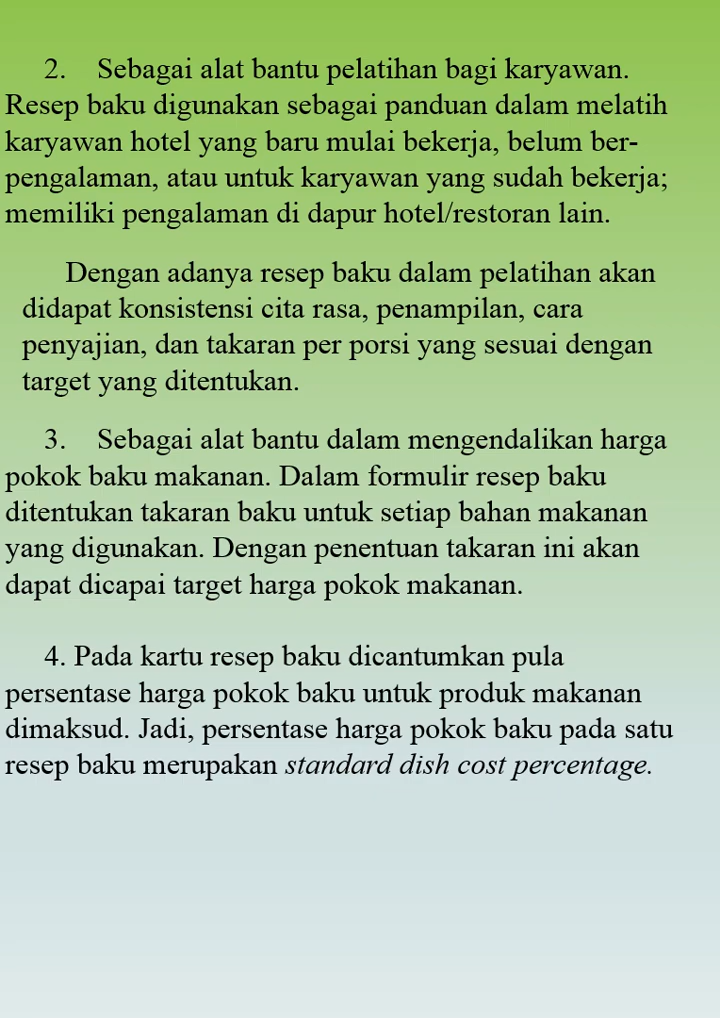 2. Sebagai alat bantu pelatihan bagi karyawan.
Resep baku digunakan sebagai panduan dalam melatih
karyawan hotel yang baru mulai bekerja, belum ber-
pengalaman, atau untuk karyawan yang sudah bekerja;
memiliki pengalaman di dapur hotel/restoran lain.
Dengan adanya resep baku dalam pelatihan akan
didapat konsistensi cita rasa, penampilan, cara
penyajian, dan takaran per porsi yang sesuai dengan
target yang ditentukan.
3. Sebagai alat bantu dalam mengendalikan harga
pokok baku makanan. Dalam formulir resep baku
ditentukan takaran baku untuk setiap bahan makanan
yang digunakan. Dengan penentuan takaran ini akan
dapat dicapai target harga pokok makanan.
4. Pada kartu resep baku dicantumkan pula
persentase harga pokok baku untuk produk makanan
dimaksud. Jadi, persentase harga pokok baku pada satu
resep baku merupakan standard dish cost percentage.